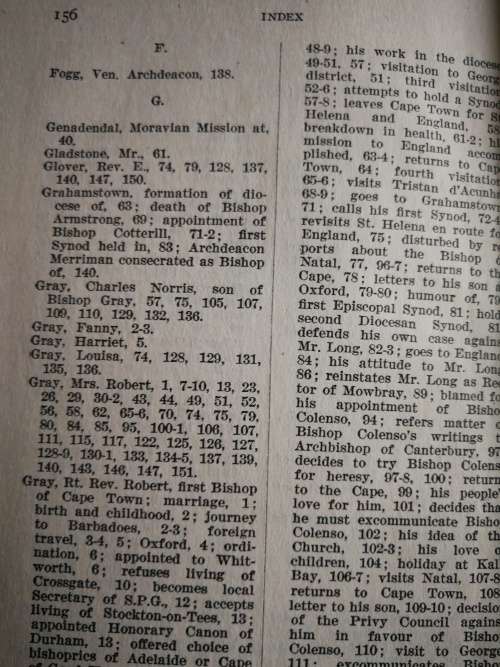 156
INDEX
F.
Fogg, Ven. Archdeacon, 138.
G.
Genadendal, Moravian Mission at,
40.
Gladstone, Mr., 61.
Glover, Rev. E., 74, 79, 128, 137,
140, 147, 150.
Grahamstown, formation of dio-
cese of, 63; death of Bishop
Armstrong, 69; appointment of
Bishop Cotterill, 71-2; first
Synod held in, 83; Archdeacon
Merriman consecrated as Bishop
of, 140.
Gray, Charles Norris, son of
Bishop Gray, 57, 75, 105, 107,
109, 110, 129, 132, 136.
Gray, Fanny, 2-3.
Gray, Harriet, 5.
Gray, Louisa, 74, 128, 129, 131,
135, 136.
Gray, Mrs. Robert, 1, 7-10, 13, 23,
26, 29, 30-2, 43, 44, 49, 51, 52,
56, 58, 62, 65-6, 70, 74, 75, 79,
80, 84, 85, 95, 100-1, 106, 107,
111, 115, 117, 122, 125, 126, 127,
128-9, 130-1, 133, 134-5, 137, 139,
140, 143, 146, 147, 151.
Gray, Rt. Rev. Robert, first Bishop
of Cape Town; marriage, 1;
birth and childhood, 2; journey
to Barbadoes, 2-3; foreign
travel, 3-4, 5; Oxford, 4; ordi-
nation, 6; appointed to Whit-
worth, 6; refuses living of
Crossgate, 10; becomes local
Secretary of S.P.G., 12; accepts
living of Stockton-on-Tees, 13;
appointed Honorary Canon of
Durham, 13; offered choice of
bishoprics of Adelaide or Cape
48-9; his work in the diocese
49-51, 57; visitation to Georg
district, 51; third visitation
52-6; attempts to hold a Syno
57-8; leaves Cape Town for S
Helena and England, 58
breakdown in health, 61-2; hi
mission to England accom
plished, 63-4; returns to Cap
Town, 64; fourth visitation
65-6; visits Tristan d'Acunh
68-9; goes to Grahamstown
71; calls his first Synod, 72-4
revisits St. Helena en route fo
England, 75; disturbed by re
ports about the Bishop o
Natal, 77, 96-7; returns to th
Cape, 78; letters to his son a
Oxford, 79-80; humour of, 79
first Episcopal Synod, 81; hold
second Diocesan Synod, 81
defends his own case agains
Mr. Long, 82-3; goes to England
84; his attitude to Mr. Long
86; reinstates Mr. Long as Rec
tor of Mowbray, 89; blamed fo
his appointment of Bisho
Colenso, 94; refers matter o
Bishop Colenso's writings t
Archbishop of Canterbury, 97
decides to try Bishop Colens
for heresy, 97-8, 100; return
to the Cape, 99; his people'
love for him, 101; decides tha
he must excommunicate Bisho
Colenso, 102; his idea of th
Church, 102-3; his love o
children, 104; holiday at Kal
Bay, 106-7; visits Natal, 107-8
returns to Cape Town, 108
letter to his son, 109-10; decision
of the Privy Council agains
him in favour of Bisho
Colenso, 110; visit to Georg
111; excommunicates Bisho